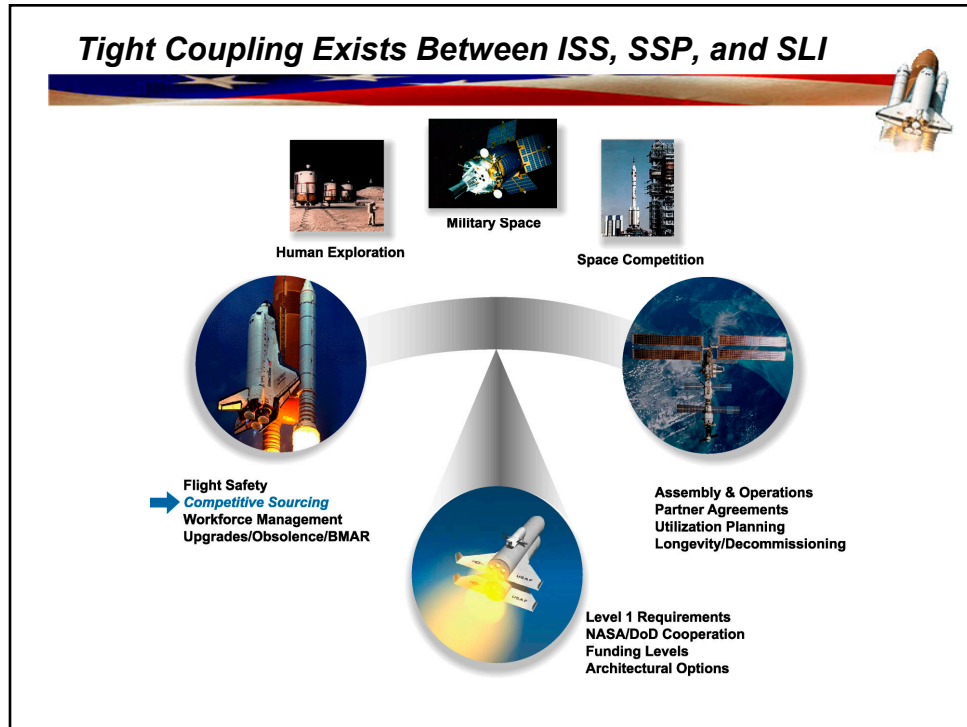 Tight Coupling Exists Between ISS, SSP, and SLI
Military Space
Human Exploration
Space Competition
Flight Safety
Competitive Sourcing
Workforce Management
Upgrades/Obsolence/BMAR
Assembly & Operations
Partner Agreements
Utilization Planning
Longevity/Decommissioning
USAF
USAF
Level 1 Requirements
NASA/DoD Cooperation
Funding Levels
Architectural Options